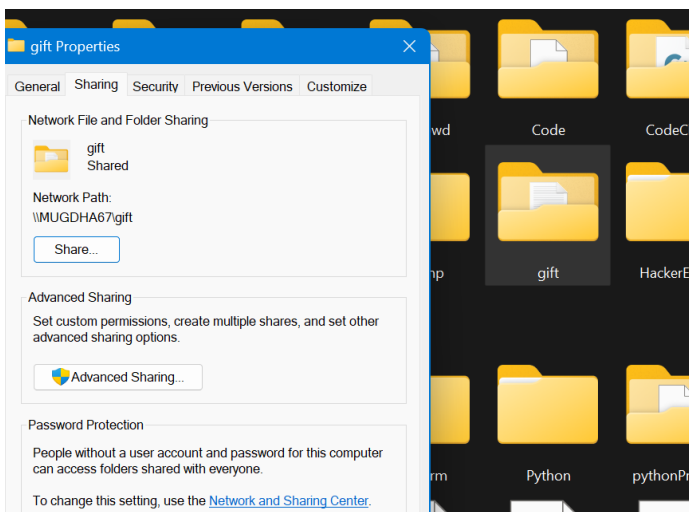 gift Properties
General Sharing Security Previous Versions Customize
Network File and Folder Sharing
gift
Shared
Network Path:
\\MUGDHA67\gift
Share...
Advanced Sharing
Set custom permissions, create multiple shares, and set other
advanced sharing options.
Advanced Sharing...
Password Protection
People without a user account and password for this computer
can access folders shared with everyone.
To change this setting, use the Network and Sharing Center.
wd Code CodeC
np gift HackerE
rm Python pythonPr